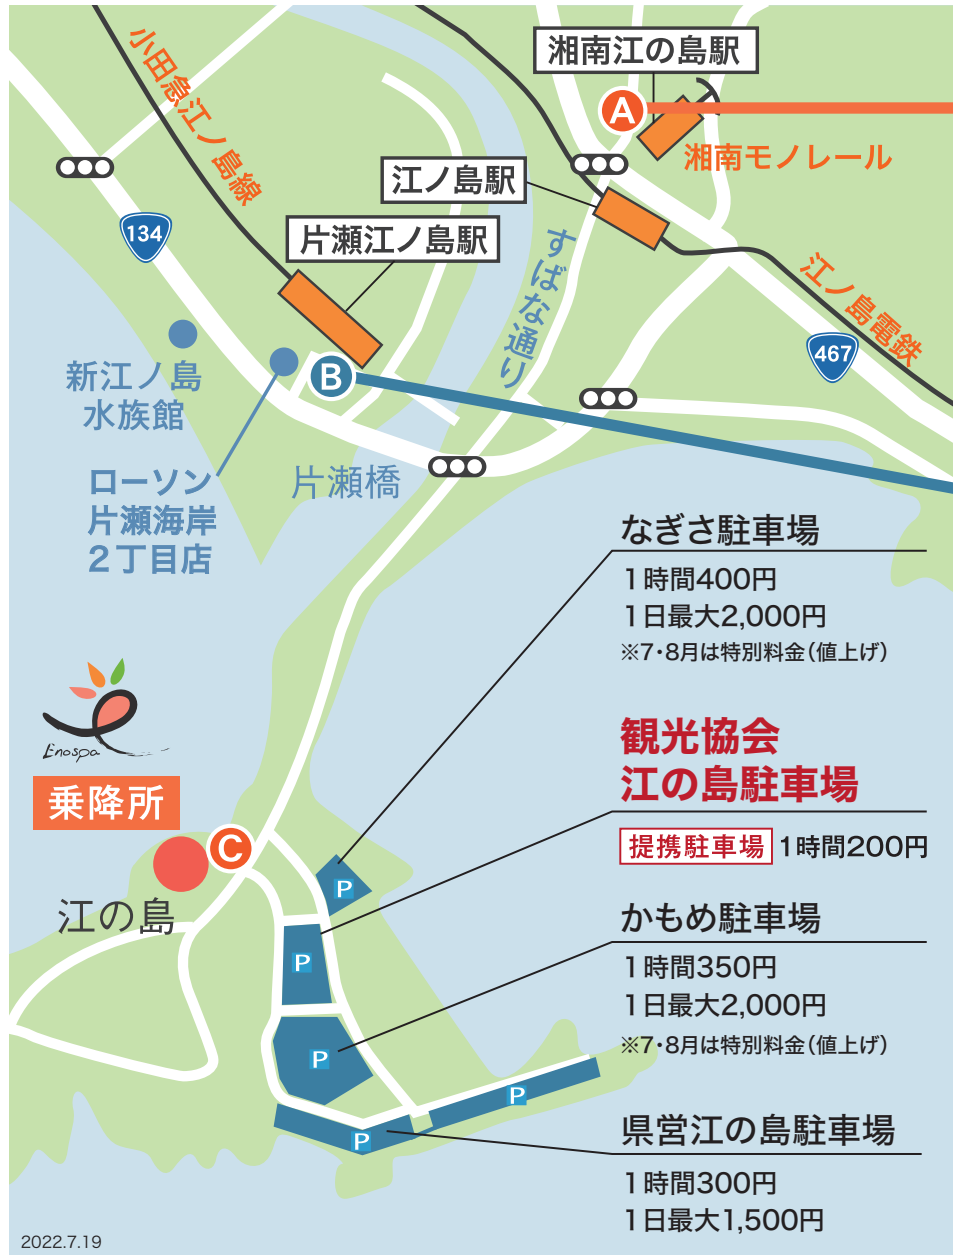 小田急江ノ島線
湘南江の島駅
A
湘南モノレール
江ノ島駅
134
片瀬江ノ島駅
すばな通り
江ノ島電鉄
467
新江ノ島
水族館
B
ローソン
片瀬海岸
2丁目店
片瀬橋
なぎさ駐車場
1時間400円
1日最大2,000円
※7・8月は特別料金（値上げ）
Enospa
乗降所
C
江の島
観光協会
江の島駐車場
提携駐車場 1時間200円
かもめ駐車場
1時間350円
1日最大2,000円
※7・8月は特別料金（値上げ）
県営江の島駐車場
1時間300円
1日最大1,500円
P
P
P
P
P
2022.7.19